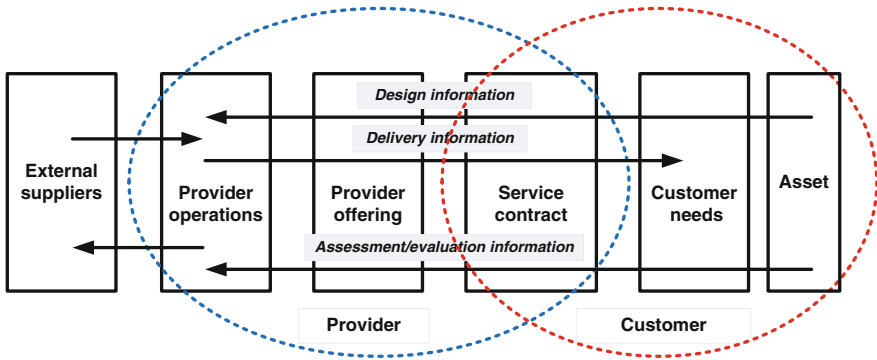 Design information
Delivery information
External
suppliers
Provider
operations
Provider
offering
Service
contract
Customer
needs
Asset
Assessment/evaluation information
Provider
Customer